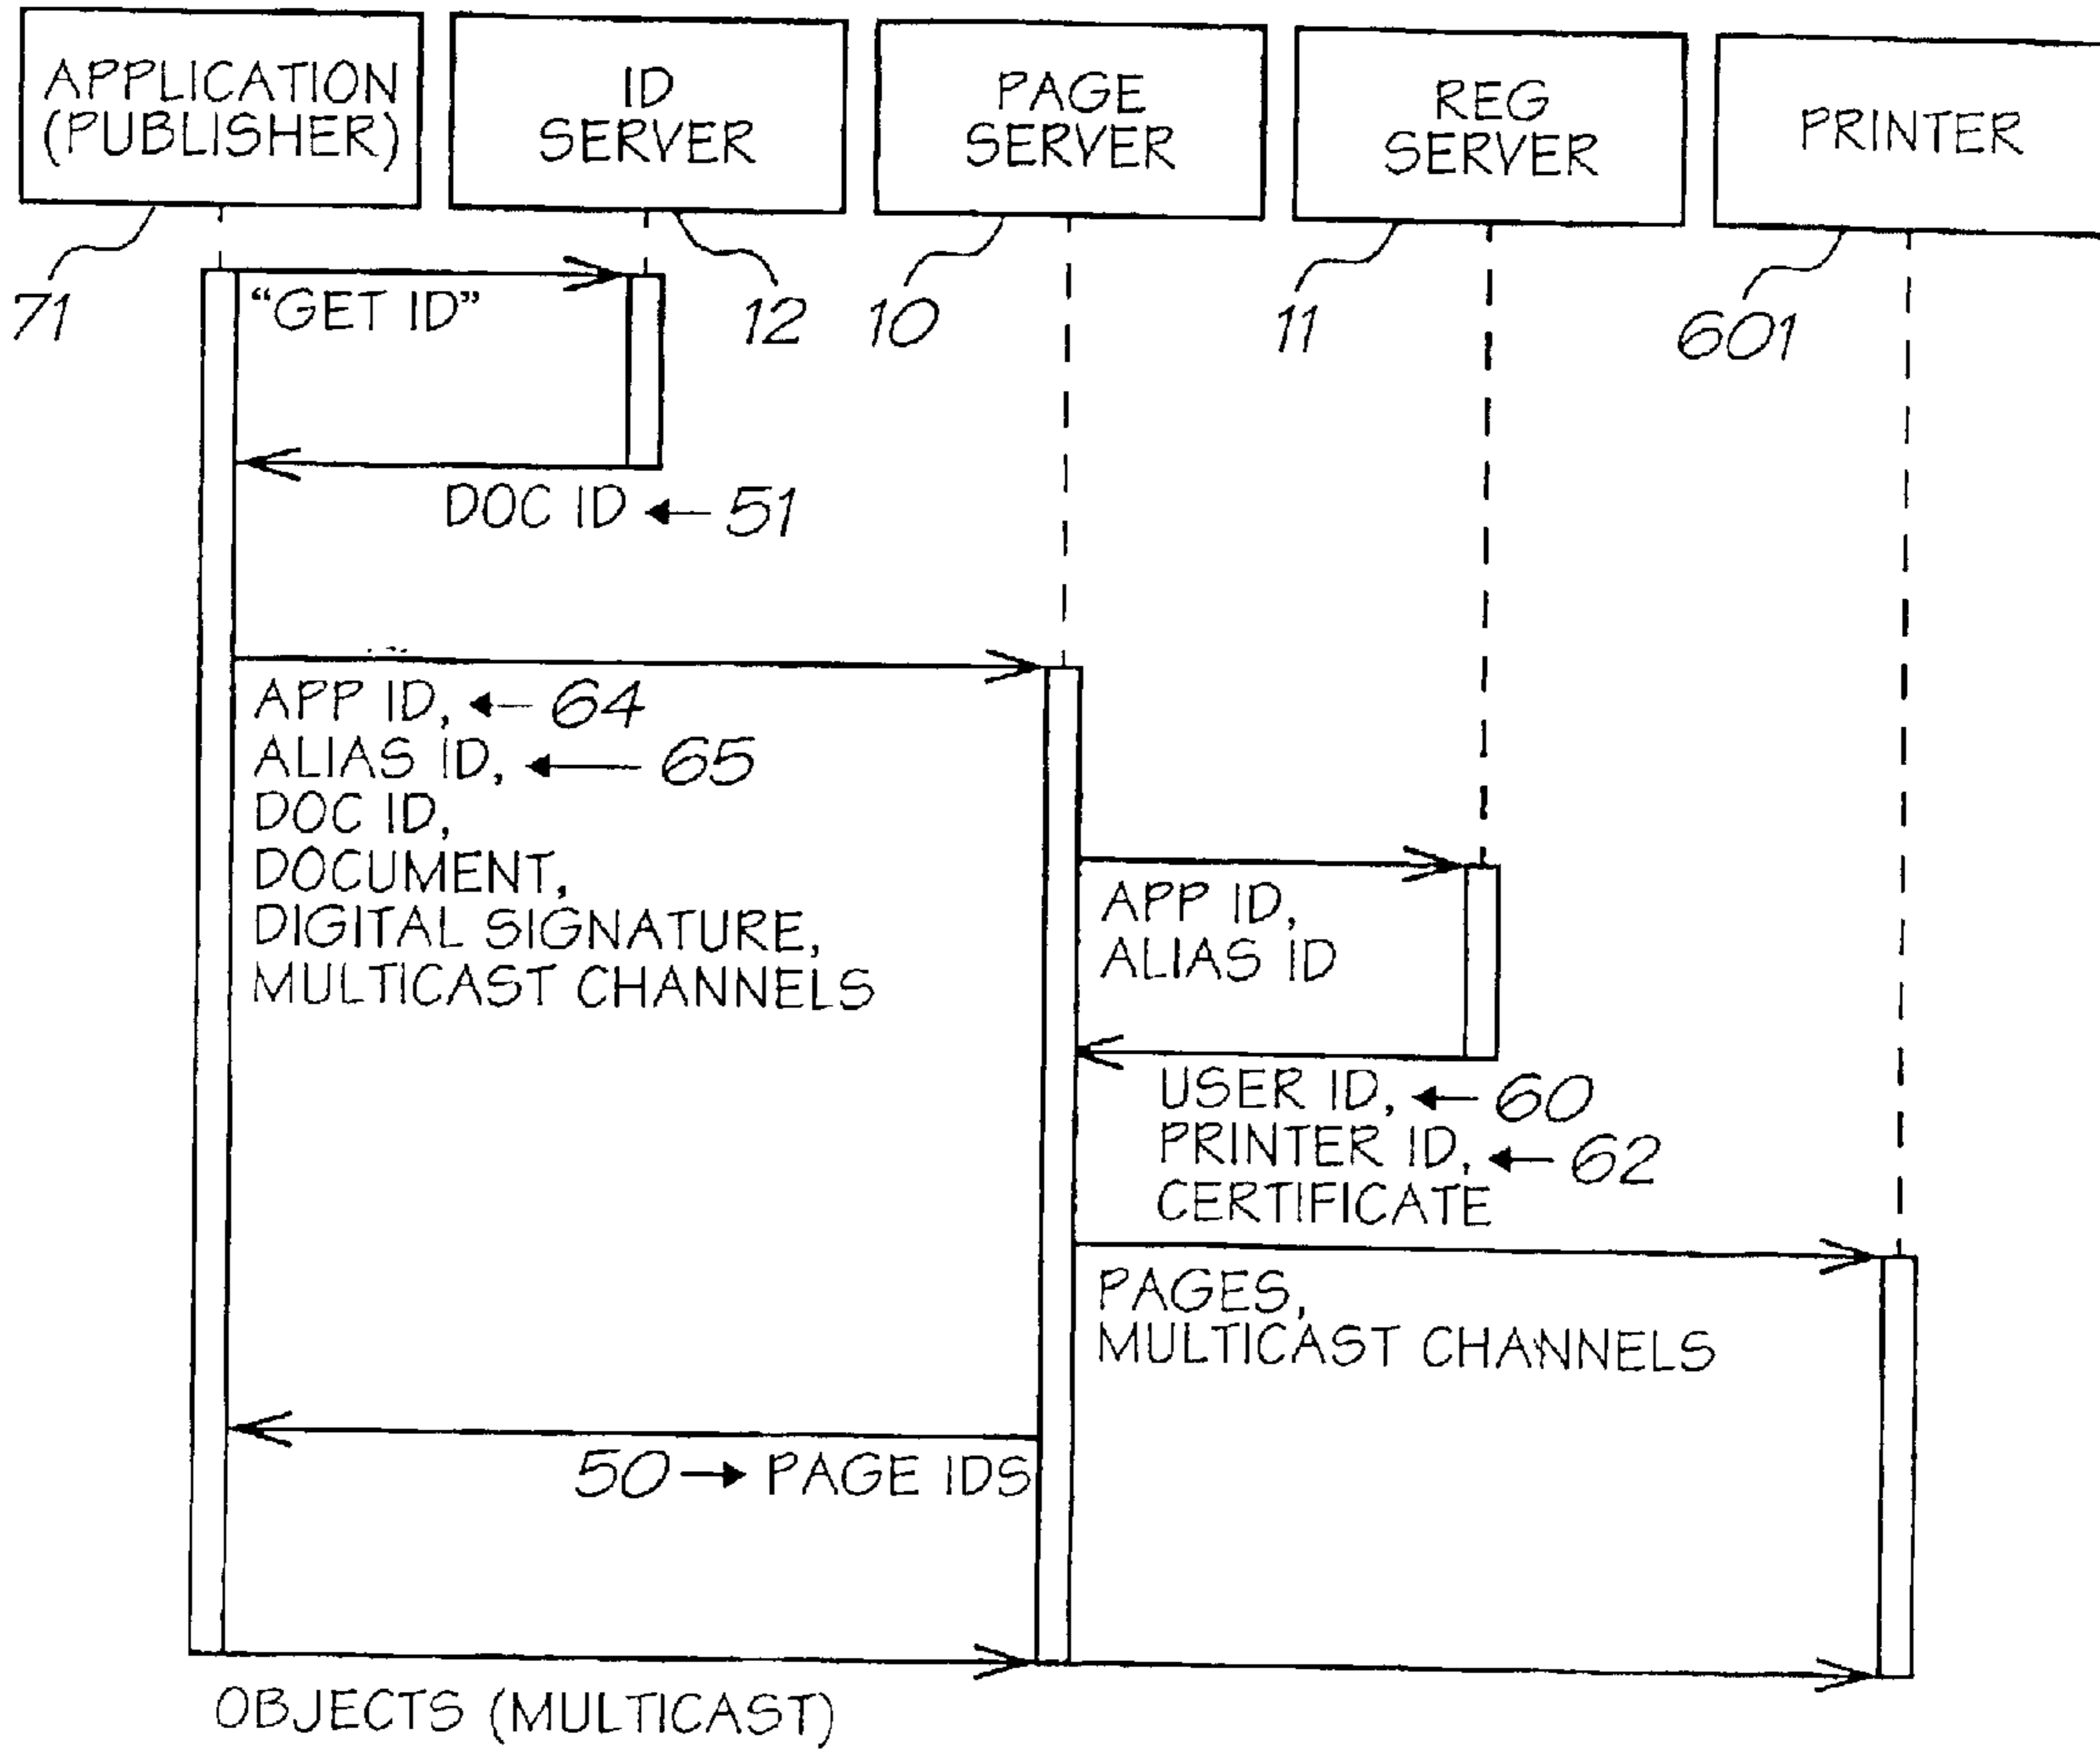 APPLICATION
(PUBLISHER)
ID
SERVER
PAGE
SERVER
REG
SERVER
PRINTER
71
12
10
11
601
“GET ID”
DOC ID
51
APP ID,
64
ALIAS ID,
65
DOC ID,
DOCUMENT,
DIGITAL SIGNATURE,
MULTICAST CHANNELS
APP ID,
ALIAS ID
USER ID,
60
PRINTER ID,
62
CERTIFICATE
PAGES,
MULTICAST CHANNELS
50
PAGE IDS
OBJECTS (MULTICAST)